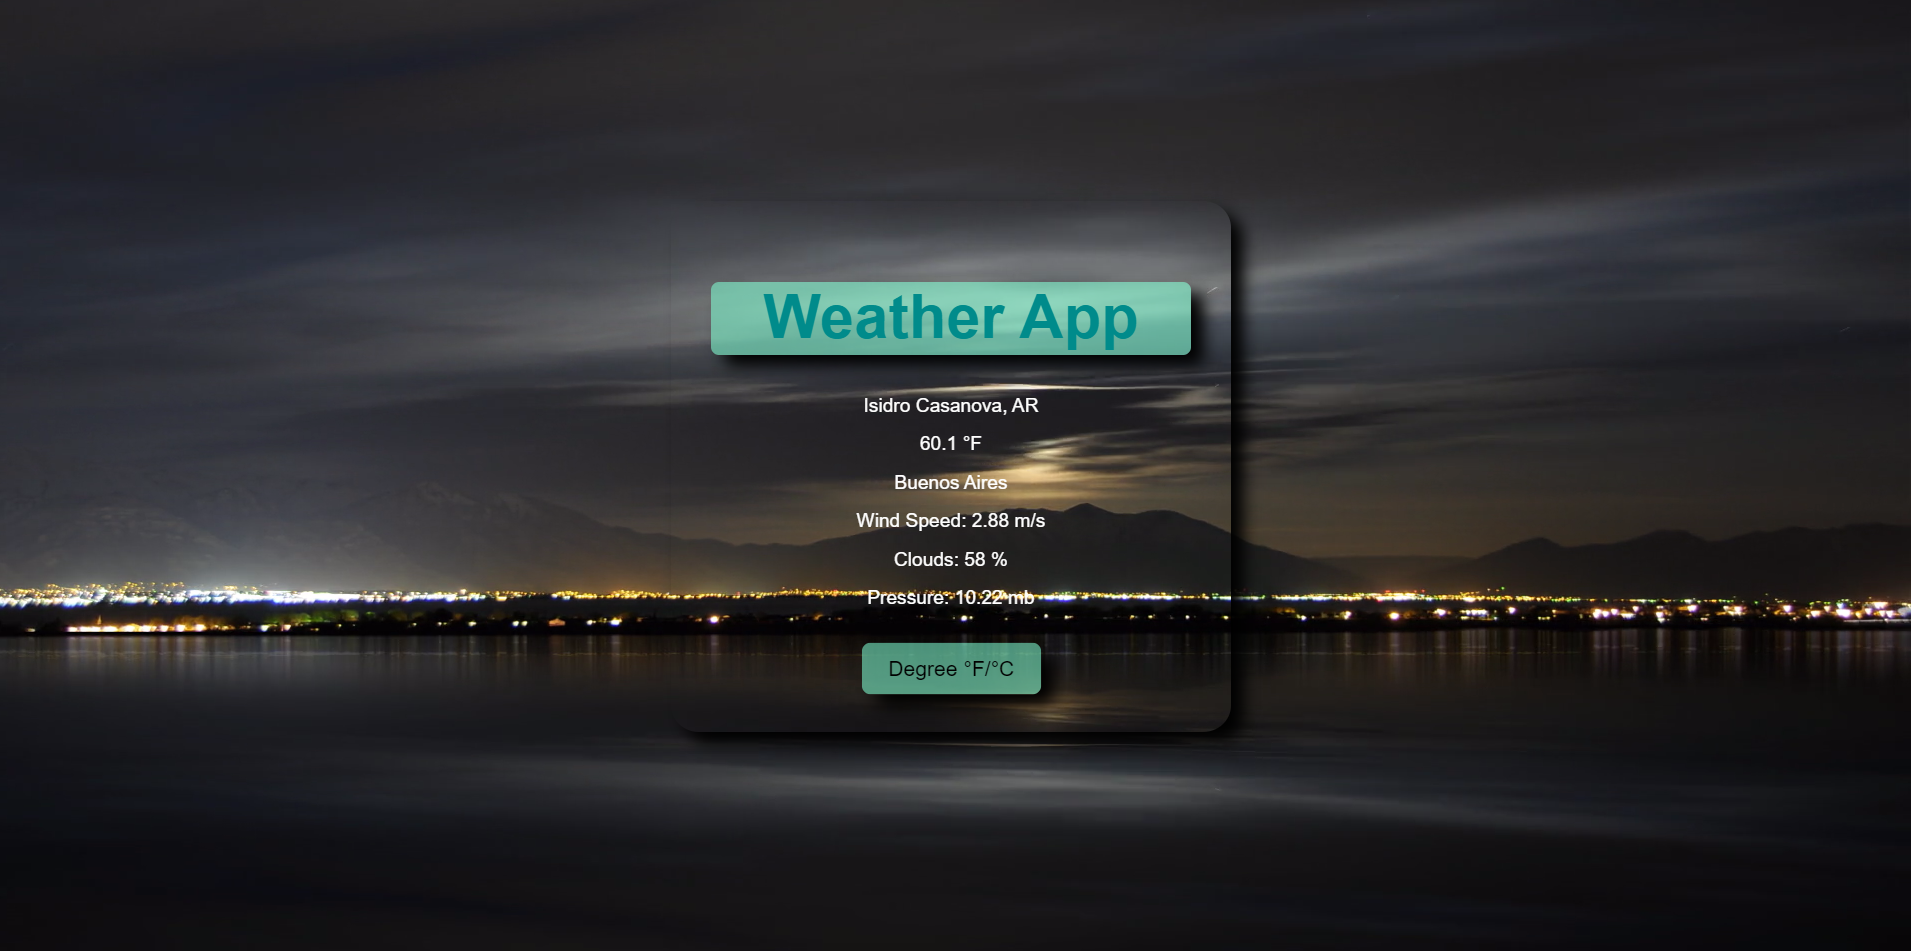 Weather App
Isidro Casanova, AR
60.1 °F
Buenos Aires
Wind Speed: 2.88 m/s
Clouds: 58 %
Pressure: 10.22 mb
Degree °F/°C